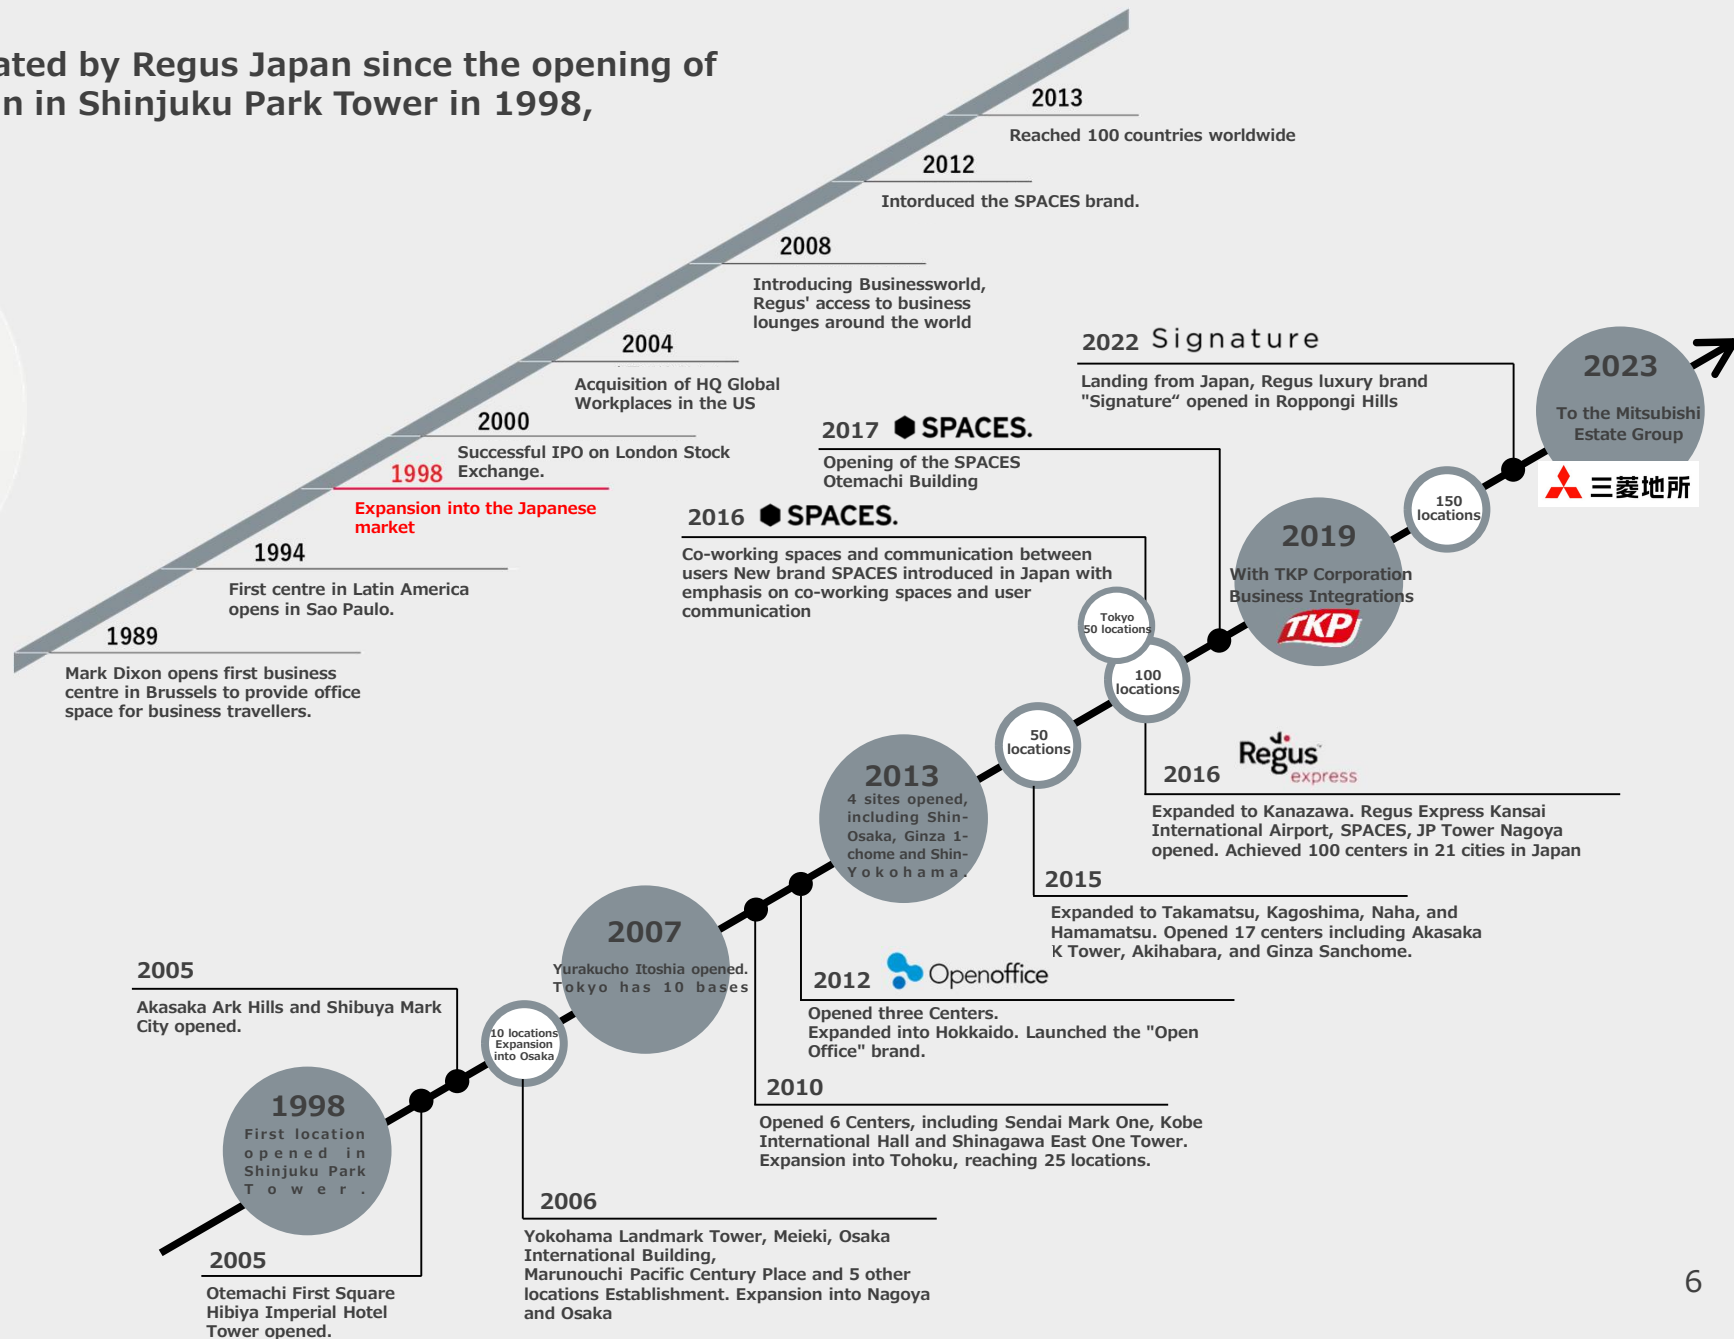 ated by Regus Japan since the opening of
n in Shinjuku Park Tower in 1998,
2013
Reached 100 countries worldwide
2012
Intorduced the SPACES brand.
2008
Introducing Businessworld,
Regus' access to business
lounges around the world
2004
Acquisition of HQ Global
Workplaces in the US
2000
Successful IPO on London Stock
Exchange.
1998
Expansion into the Japanese
market
1994
First centre in Latin America
opens in Sao Paulo.
1989
Mark Dixon opens first business
centre in Brussels to provide office
space for business travellers.
2022 Signature
Landing from Japan, Regus luxury brand
"Signature“ opened in Roppongi Hills
2023
To the Mitsubishi
Estate Group
三菱地所
2017 SPACES.
Opening of the SPACES
Otemachi Building
150
locations
2016 SPACES.
Co-working spaces and communication between
users New brand SPACES introduced in Japan with
emphasis on co-working spaces and user
communication
2019
With TKP Corporation
Business Integrations
TKP
Tokyo
50 locations
100
locations
50
locations
2016 Regus
express
Expanded to Kanazawa. Regus Express Kansai
International Airport, SPACES, JP Tower Nagoya
opened. Achieved 100 centers in 21 cities in Japan
2013
4 sites opened,
including Shin-
Osaka, Ginza 1-
chome and Shin-
Yokohama.
2015
Expanded to Takamatsu, Kagoshima, Naha, and
Hamamatsu. Opened 17 centers including Akasaka
K Tower, Akihabara, and Ginza Sanchome.
2007
Yurakucho Itoshia opened.
Tokyo has 10 bases
2012 Openoffice
Opened three Centers.
Expanded into Hokkaido. Launched the "Open
Office" brand.
2005
Akasaka Ark Hills and Shibuya Mark
City opened.
10 locations
Expansion
into Osaka
2010
Opened 6 Centers, including Sendai Mark One, Kobe
International Hall and Shinagawa East One Tower.
Expansion into Tohoku, reaching 25 locations.
1998
First location
opened in
Shinjuku Park
Tower.
2006
Yokohama Landmark Tower, Meieki, Osaka
International Building,
Marunouchi Pacific Century Place and 5 other
locations Establishment. Expansion into Nagoya
and Osaka
2005
Otemachi First Square
Hibiya Imperial Hotel
Tower opened.
6